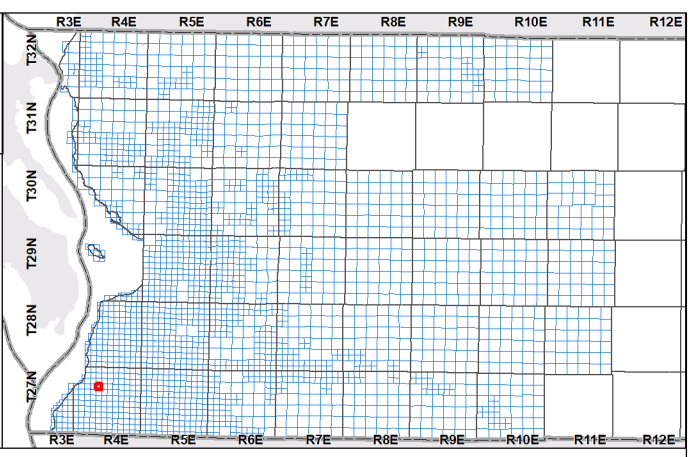 R3E R4E R5E R6E R7E R8E R9E R10E R11E R12E
T32N
T31N
T30N
T29N
T28N
T27N
R3E R4E R5E R6E R7E R8E R9E R10E R11E R12E